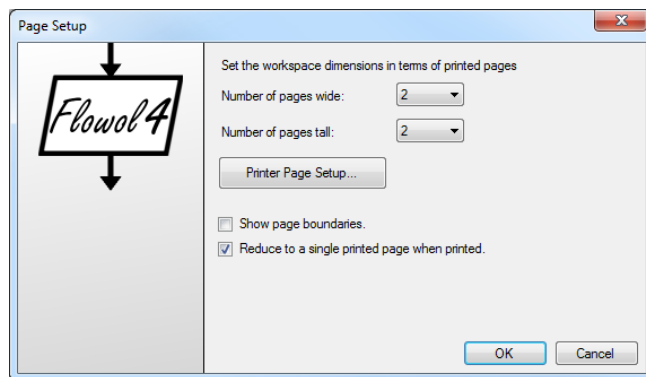 Page Setup
Flowol 4
Set the workspace dimensions in terms of printed pages
Number of pages wide:
2
Number of pages tall:
2
Printer Page Setup...
Show page boundaries.
Reduce to a single printed page when printed.
OK
Cancel